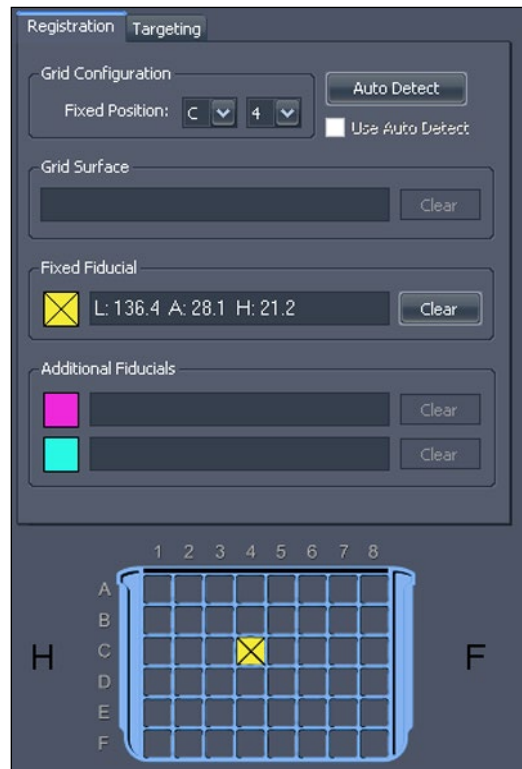 Registration Targeting
Grid Configuration
Fixed Position: C 4
Auto Detect
Use Auto Detect
Grid Surface
Clear
Fixed Fiducial
L: 136.4 A: 28.1 H: 21.2 Clear
Additional Fiducials
Clear
Clear
1 2 3 4 5 6 7 8
A
B
C
D
E
F
H F